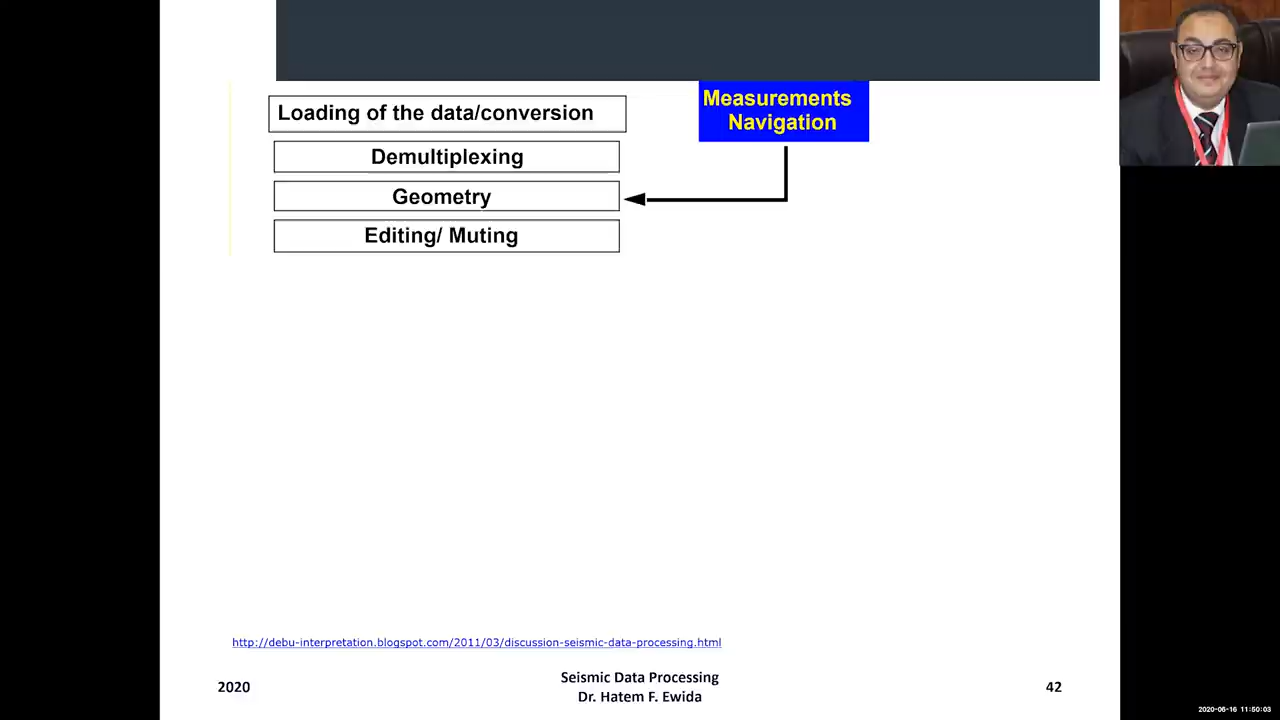 Loading of the data/conversion
Measurements
Navigation
Demultiplexing
Geometry
Editing/ Muting
http://debu-interpretation.blogspot.com/2011/03/discussion-seismic-data-processing.html
2020
Seismic Data Processing
Dr. Hatem F. Ewida
42
2020-06-16 11:50:03